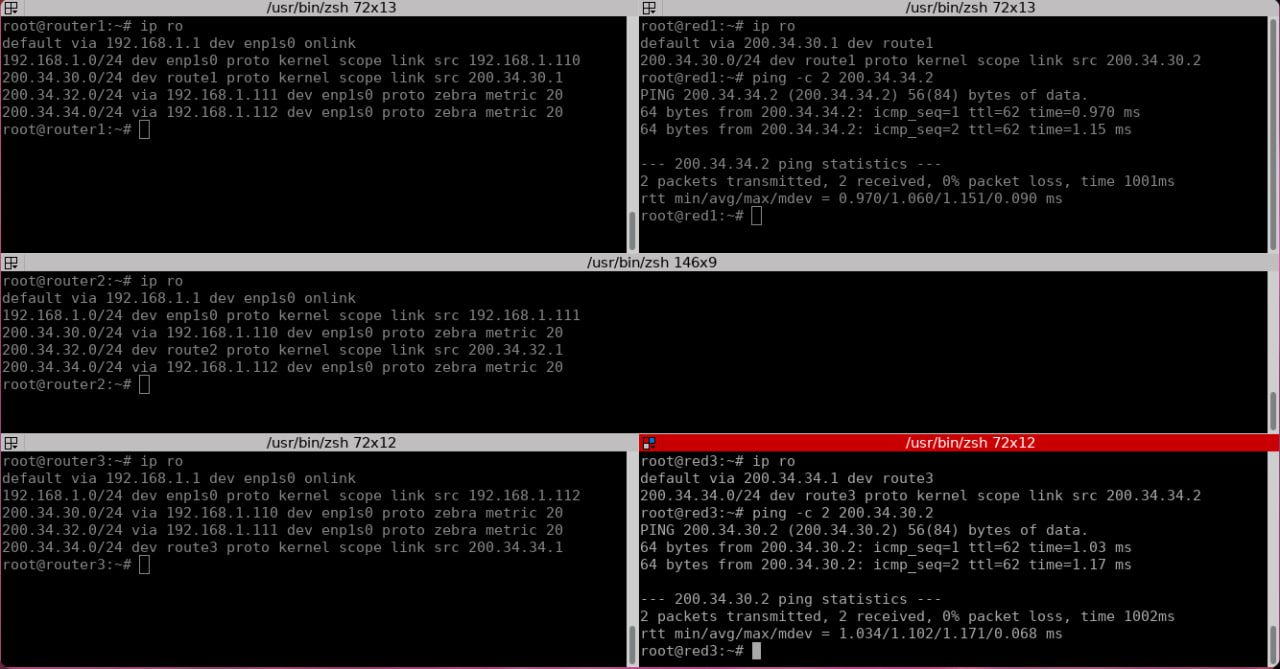 /usr/bin/zsh 72x13
root@router1:~# ip ro
default via 192.168.1.1 dev enp1s0 onlink
192.168.1.0/24 dev enp1s0 proto kernel scope link src 192.168.1.110
200.34.30.0/24 dev route1 proto kernel scope link src 200.34.30.1
200.34.32.0/24 via 192.168.1.111 dev enp1s0 proto zebra metric 20
200.34.34.0/24 via 192.168.1.112 dev enp1s0 proto zebra metric 20
root@router1:~#
/usr/bin/zsh 72x13
root@red1:~# ip ro
default via 200.34.30.1 dev route1
200.34.30.0/24 dev route1 proto kernel scope link src 200.34.30.2
root@red1:~# ping -c 2 200.34.34.2
PING 200.34.34.2 (200.34.34.2) 56(84) bytes of data.
64 bytes from 200.34.34.2: icmp_seq=1 ttl=62 time=0.970 ms
64 bytes from 200.34.34.2: icmp_seq=2 ttl=62 time=1.15 ms
--- 200.34.34.2 ping statistics ---
2 packets transmitted, 2 received, 0% packet loss, time 1001ms
rtt min/avg/max/mdev = 0.970/1.060/1.151/0.090 ms
root@red1:~#
/usr/bin/zsh 146x9
root@router2:~# ip ro
default via 192.168.1.1 dev enp1s0 onlink
192.168.1.0/24 dev enp1s0 proto kernel scope link src 192.168.1.111
200.34.30.0/24 via 192.168.1.110 dev enp1s0 proto zebra metric 20
200.34.32.0/24 dev route2 proto kernel scope link src 200.34.32.1
200.34.34.0/24 via 192.168.1.112 dev enp1s0 proto zebra metric 20
root@router2:~#
/usr/bin/zsh 72x12
root@router3:~# ip ro
default via 192.168.1.1 dev enp1s0 onlink
192.168.1.0/24 dev enp1s0 proto kernel scope link src 192.168.1.112
200.34.30.0/24 via 192.168.1.110 dev enp1s0 proto zebra metric 20
200.34.32.0/24 via 192.168.1.111 dev enp1s0 proto zebra metric 20
200.34.34.0/24 dev route3 proto kernel scope link src 200.34.34.1
root@router3:~#
/usr/bin/zsh 72x12
root@red3:~# ip ro
default via 200.34.34.1 dev route3
200.34.34.0/24 dev route3 proto kernel scope link src 200.34.34.2
root@red3:~# ping -c 2 200.34.30.2
PING 200.34.30.2 (200.34.30.2) 56(84) bytes of data.
64 bytes from 200.34.30.2: icmp_seq=1 ttl=62 time=1.03 ms
64 bytes from 200.34.30.2: icmp_seq=2 ttl=62 time=1.17 ms
--- 200.34.30.2 ping statistics ---
2 packets transmitted, 2 received, 0% packet loss, time 1002ms
rtt min/avg/max/mdev = 1.034/1.102/1.171/0.068 ms
root@red3:~#